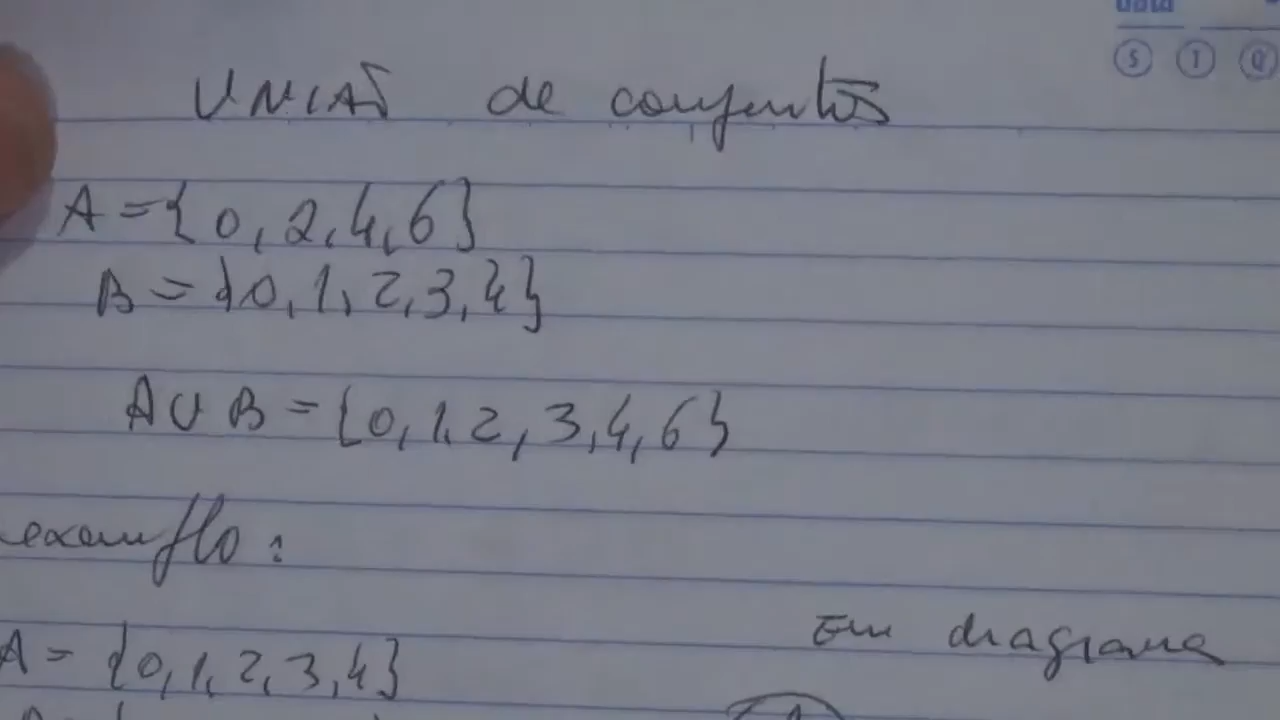 data
S T Q
UNIÃO de conjuntos
A = {0, 2, 4, 6}
B = {0, 1, 2, 3, 4}
A ∪ B = {0, 1, 2, 3, 4, 6}
exemplo:
Em diagrama
A = {0, 1, 2, 3, 4}